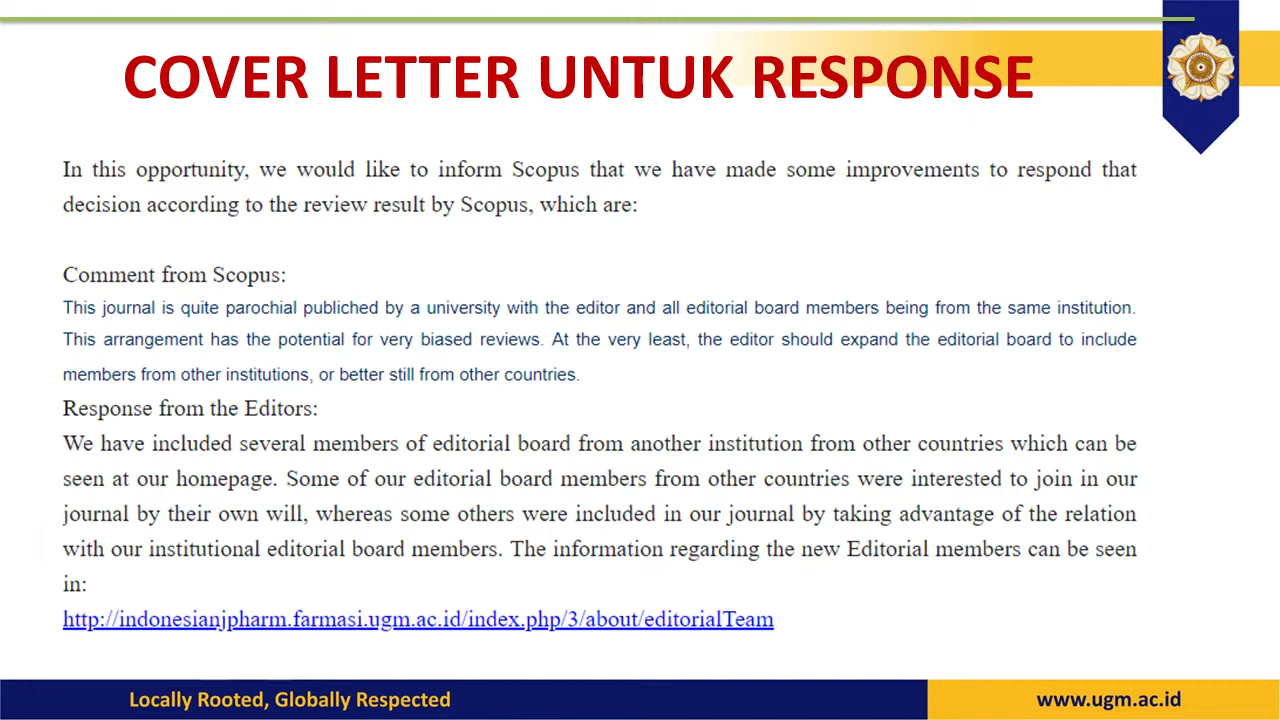 COVER LETTER UNTUK RESPONSE
In this opportunity, we would like to inform Scopus that we have made some improvements to respond that
decision according to the review result by Scopus, which are:
Comment from Scopus:
This journal is quite parochial publiched by a university with the editor and all editorial board members being from the same institution.
This arrangement has the potential for very biased reviews. At the very least, the editor should expand the editorial board to include
members from other institutions, or better still from other countries.
Response from the Editors:
We have included several members of editorial board from another institution from other countries which can be
seen at our homepage. Some of our editorial board members from other countries were interested to join in our
journal by their own will, whereas some others were included in our journal by taking advantage of the relation
with our institutional editorial board members. The information regarding the new Editorial members can be seen
in:
http://indonesianjpharm.farmasi.ugm.ac.id/index.php/3/about/editorialTeam
Locally Rooted, Globally Respected
www.ugm.ac.id